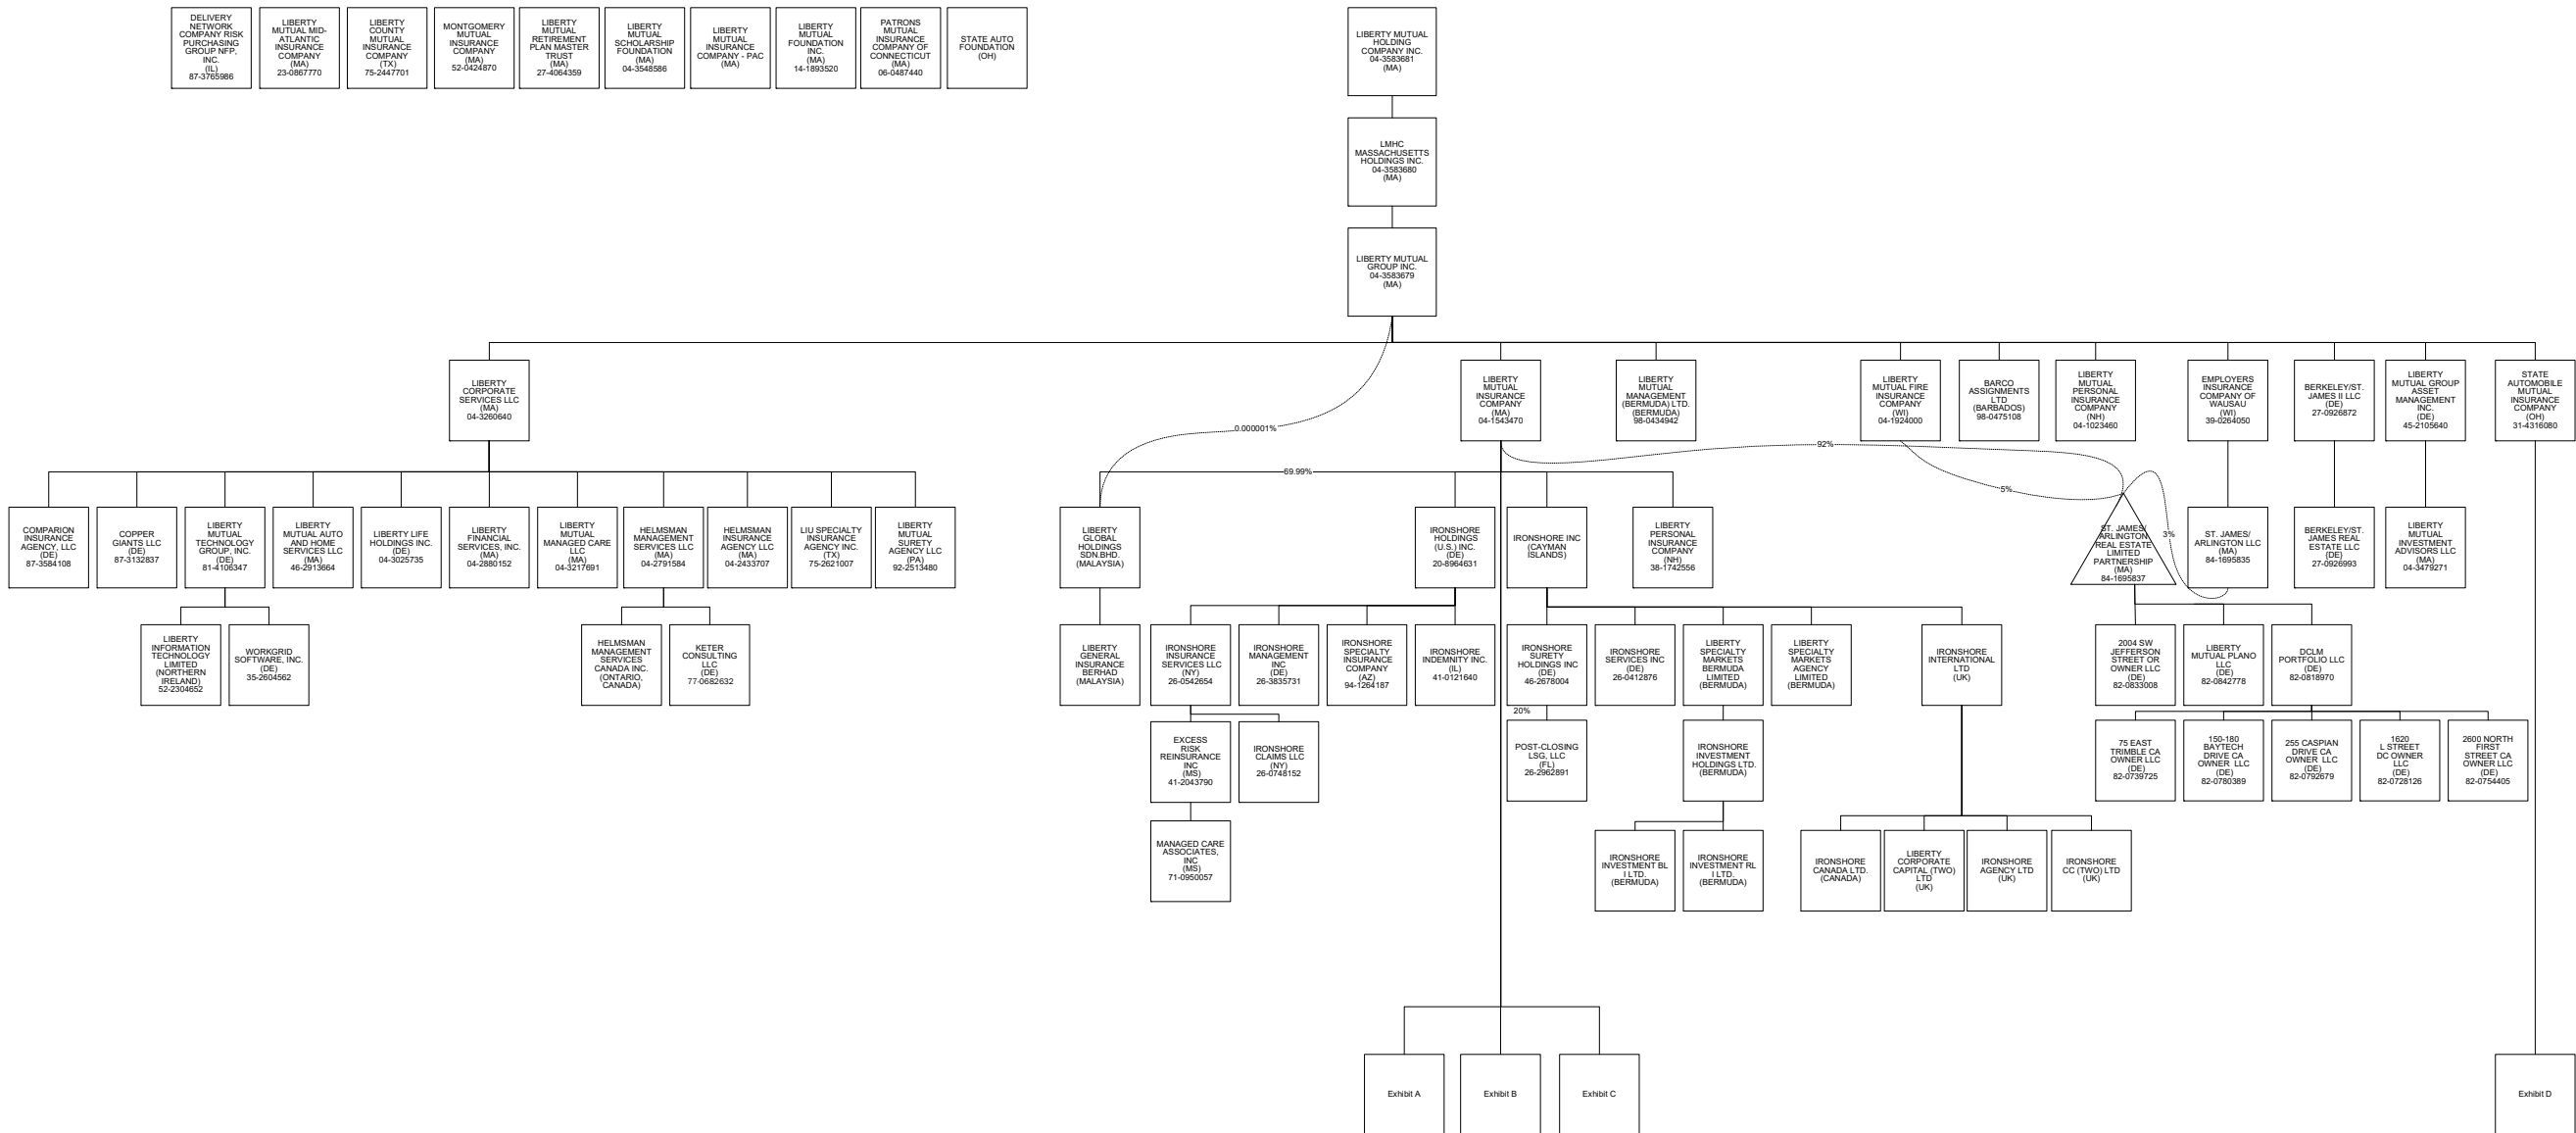 DELIVERY
NETWORK
COMPANY RISK
PURCHASING
GROUP NFP,
INC.
(IL)
87-3765986
LIBERTY
MUTUAL MID-
ATLANTIC
INSURANCE
COMPANY
(MA)
23-0867770
LIBERTY
COUNTY
MUTUAL
INSURANCE
COMPANY
(TX)
75-2447701
MONTGOMERY
MUTUAL
INSURANCE
COMPANY
(MA)
52-0424870
LIBERTY
MUTUAL
RETIREMENT
PLAN MASTER
TRUST
(MA)
27-4064359
LIBERTY
MUTUAL
SCHOLARSHIP
FOUNDATION
(MA)
04-3548586
LIBERTY
MUTUAL
INSURANCE
COMPANY - PAC
(MA)
LIBERTY
MUTUAL
FOUNDATION
INC.
(MA)
14-1893520
PATRONS
MUTUAL
INSURANCE
COMPANY OF
CONNECTICUT
(MA)
06-0487440
STATE AUTO
FOUNDATION
(OH)
LIBERTY MUTUAL
HOLDING
COMPANY INC.
04-3583681
(MA)
LMHC
MASSACHUSETTS
HOLDINGS INC.
04-3583680
(MA)
LIBERTY MUTUAL
GROUP INC.
04-3583679
(MA)
LIBERTY
CORPORATE
SERVICES LLC
(MA)
04-3260640
LIBERTY
MUTUAL
INSURANCE
COMPANY
(MA)
04-1543470
LIBERTY
MUTUAL
MANAGEMENT
(BERMUDA) LTD.
(BERMUDA)
98-0434942
LIBERTY
MUTUAL FIRE
INSURANCE
COMPANY
(WI)
04-1924000
BARCO
ASSIGNMENTS
LTD
(BARBADOS)
98-0475108
LIBERTY
MUTUAL
PERSONAL
INSURANCE
COMPANY
(NH)
04-1023460
EMPLOYERS
INSURANCE
COMPANY OF
WAUSAU
(WI)
39-0264050
BERKELEY/ST.
JAMES II LLC
(DE)
27-0926872
LIBERTY
MUTUAL GROUP
ASSET
MANAGEMENT
INC.
(DE)
45-2105640
STATE
AUTOMOBILE
MUTUAL
INSURANCE
COMPANY
(OH)
31-4316080
0.000001%
92%
69.99%
5%
3%
COMPARION
INSURANCE
AGENCY, LLC
(DE)
87-3584108
COPPER
GIANTS LLC
(DE)
87-3132837
LIBERTY
MUTUAL
TECHNOLOGY
GROUP, INC.
(DE)
81-4106347
LIBERTY
MUTUAL AUTO
AND HOME
SERVICES LLC
(MA)
46-2913664
LIBERTY LIFE
HOLDINGS INC.
(DE)
04-3025735
LIBERTY
FINANCIAL
SERVICES, INC.
(MA)
04-2880152
LIBERTY
MUTUAL
MANAGED CARE
LLC
(MA)
04-3217691
HELMSMAN
MANAGEMENT
SERVICES LLC
(MA)
04-2791584
HELMSMAN
INSURANCE
AGENCY LLC
(MA)
04-2433707
LIU SPECIALTY
INSURANCE
AGENCY INC.
(TX)
75-2621007
LIBERTY
MUTUAL
SURETY
AGENCY LLC
(PA)
92-2513480
LIBERTY
GLOBAL
HOLDINGS
SDN.BHD.
(MALAYSIA)
IRONSHORE
HOLDINGS
(U.S.) INC.
(DE)
20-8964631
IRONSHORE INC
(CAYMAN
ISLANDS)
LIBERTY
PERSONAL
INSURANCE
COMPANY
(NH)
38-1742556
ST. JAMES/
ARLINGTON
REAL ESTATE
LIMITED
PARTNERSHIP
(MA)
84-1695837
ST. JAMES/
ARLINGTON LLC
(MA)
84-1695835
BERKELEY/ST.
JAMES REAL
ESTATE LLC
(DE)
27-0926993
LIBERTY
MUTUAL
INVESTMENT
ADVISORS LLC
(MA)
04-3479271
LIBERTY
INFORMATION
TECHNOLOGY
LIMITED
(NORTHERN
IRELAND)
52-2304652
WORKGRID
SOFTWARE, INC.
(DE)
35-2604562
HELMSMAN
MANAGEMENT
SERVICES
CANADA INC.
(ONTARIO,
CANADA)
KETER
CONSULTING
LLC
(DE)
77-0682632
LIBERTY
GENERAL
INSURANCE
BERHAD
(MALAYSIA)
IRONSHORE
INSURANCE
SERVICES LLC
(NY)
26-0542654
IRONSHORE
MANAGEMENT
INC
(DE)
26-3835731
IRONSHORE
SPECIALTY
INSURANCE
COMPANY
(AZ)
94-1264187
IRONSHORE
INDEMNITY INC.
(IL)
41-0121640
IRONSHORE
SURETY
HOLDINGS INC
(DE)
46-2678004
IRONSHORE
SERVICES INC
(DE)
26-0412876
LIBERTY
SPECIALTY
MARKETS
BERMUDA
LIMITED
(BERMUDA)
LIBERTY
SPECIALTY
MARKETS
AGENCY
LIMITED
(BERMUDA)
IRONSHORE
INTERNATIONAL
LTD
(UK)
2004 SW
JEFFERSON
STREET OR
OWNER LLC
(DE)
82-0833008
LIBERTY
MUTUAL PLANO
LLC
(DE)
82-0842778
DCLM
PORTFOLIO LLC
(DE)
82-0818970
20%
EXCESS
RISK
REINSURANCE
INC
(MS)
41-2043790
IRONSHORE
CLAIMS LLC
(NY)
26-0748152
POST-CLOSING
LSG, LLC
(FL)
26-2962891
IRONSHORE
INVESTMENT
HOLDINGS LTD.
(BERMUDA)
75 EAST
TRIMBLE CA
OWNER LLC
(DE)
82-0739725
150-180
BAYTECH
DRIVE CA
OWNER LLC
(DE)
82-0780389
255 CASPIAN
DRIVE CA
OWNER LLC
(DE)
82-0792679
1620
L STREET
DC OWNER
LLC
(DE)
82-0728126
2600 NORTH
FIRST
STREET CA
OWNER LLC
(DE)
82-0754405
MANAGED CARE
ASSOCIATES,
INC
(MS)
71-0950057
IRONSHORE
INVESTMENT BL
I LTD.
(BERMUDA)
IRONSHORE
INVESTMENT RL
I LTD.
(BERMUDA)
IRONSHORE
CANADA LTD.
(CANADA)
LIBERTY
CORPORATE
CAPITAL (TWO)
LTD
(UK)
IRONSHORE
AGENCY LTD
(UK)
IRONSHORE
CC (TWO) LTD
(UK)
Exhibit A
Exhibit B
Exhibit C
Exhibit D